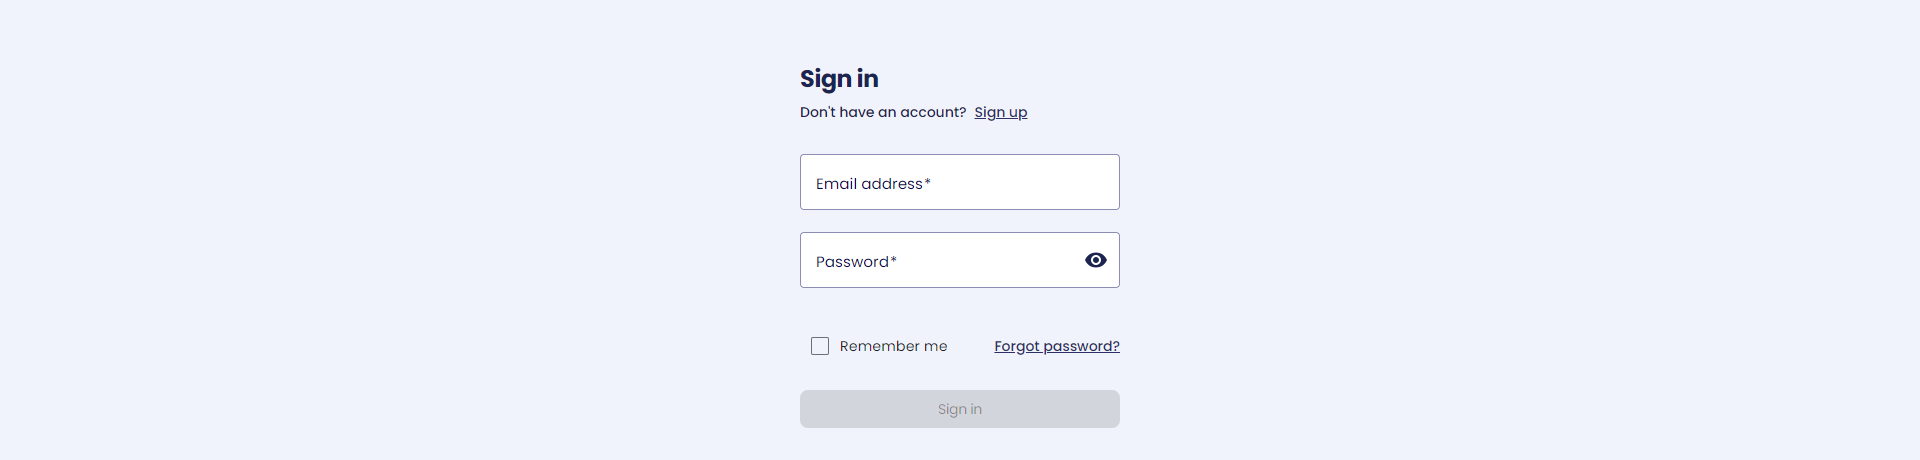 Sign in
Don't have an account? Sign up
Email address*
Password*
Remember me Forgot password?
Sign in